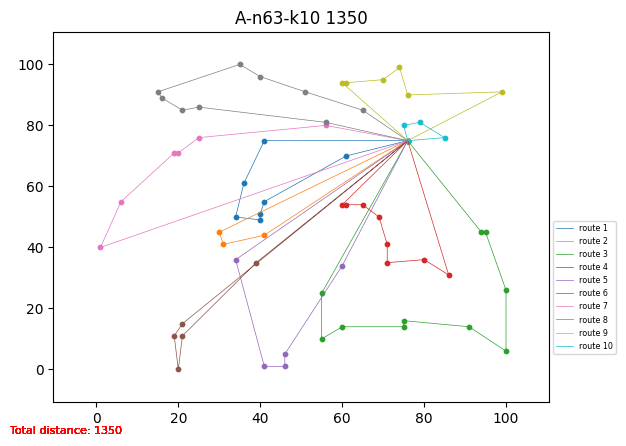 A-n63-k10 1350
100
80
60
40
20
0
0 20 40 60 80 100
route 1
route 2
route 3
route 4
route 5
route 6
route 7
route 8
route 9
route 10
Total distance: 1350